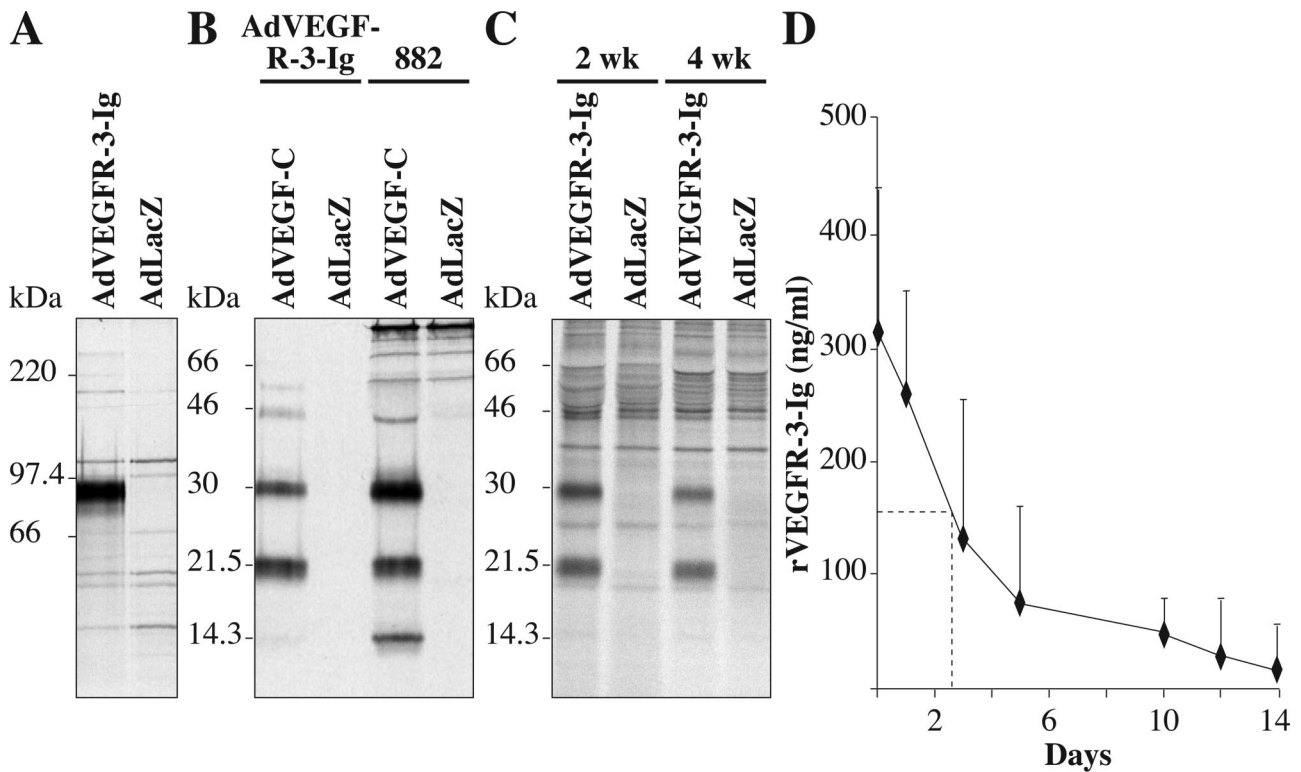 A
B
C
D
AdVEGF-
R-3-Ig
882
2 wk
4 wk
AdVEGFR-3-Ig
AdLacZ
AdVEGF-C
AdLacZ
AdVEGF-C
AdLacZ
AdVEGFR-3-Ig
AdLacZ
AdVEGFR-3-Ig
AdLacZ
kDa
220
97.4
66
kDa
66
46
30
21.5
14.3
kDa
66
46
30
21.5
14.3
rVEGFR-3-Ig (ng/ml)
500
400
300
200
100
2
6
10
14
Days